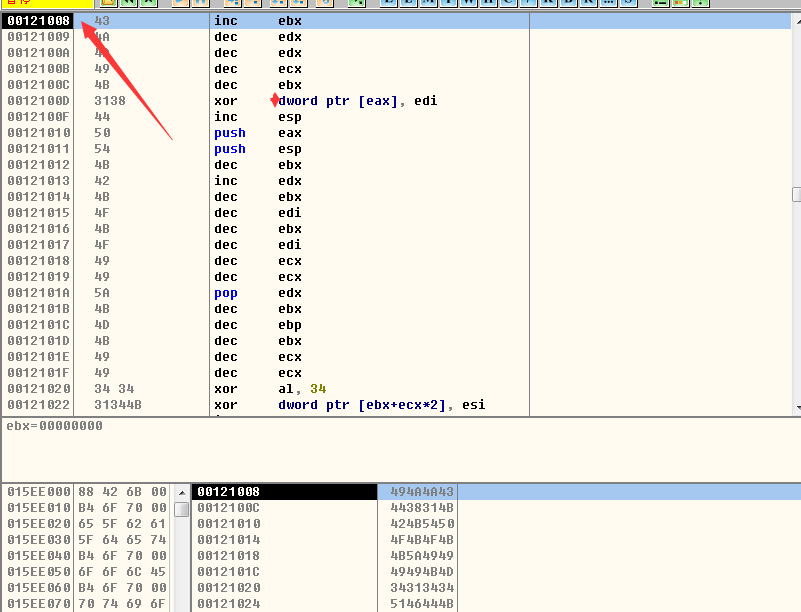 00121008 43 inc ebx
00121009 4A dec edx
0012100A dec edx
0012100B 49 dec ecx
0012100C 4B dec ebx
0012100D 3138 xor dword ptr [eax], edi
0012100F 44 inc esp
00121010 50 push eax
00121011 54 push esp
00121012 4B dec ebx
00121013 42 inc edx
00121014 4B dec ebx
00121015 4F dec edi
00121016 4B dec ebx
00121017 4F dec edi
00121018 49 dec ecx
00121019 49 dec ecx
0012101A 5A pop edx
0012101B 4B dec ebx
0012101C 4D dec ebp
0012101D 4B dec ebx
0012101E 49 dec ecx
0012101F 49 dec ecx
00121020 34 34 xor al, 34
00121022 31344B xor dword ptr [ebx+ecx*2], esi
ebx=00000000
015EE000 88 42 6B 00
015EE010 B4 6F 70 00
015EE020 65 5F 62 61
015EE030 5F 64 65 74
015EE040 B4 6F 70 00
015EE050 6F 6F 6C 45
015EE060 B4 6F 70 00
015EE070 70 74 69 6F
00121008 494A4A43
0012100C 4438314B
00121010 424B5450
00121014 4F4B4F4B
00121018 4B5A4949
0012101C 49494B4D
00121020 34313434
00121024 5146444B